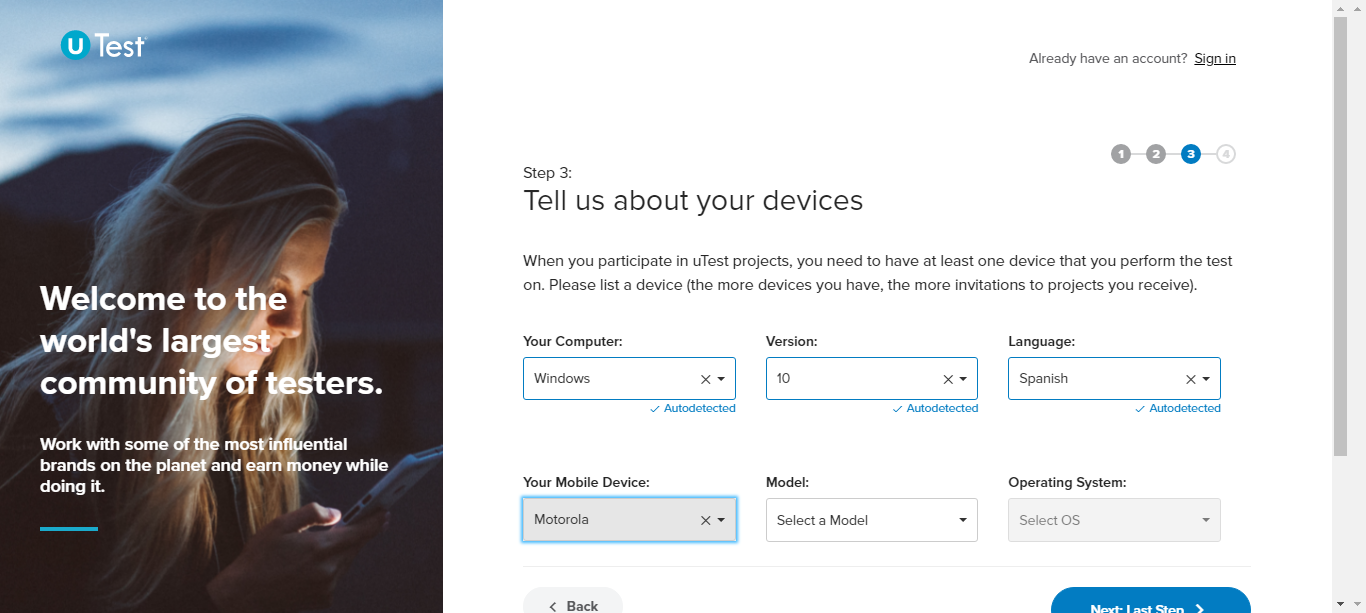 uTest
Already have an account? Sign in
1 2 3 4
Step 3:
Tell us about your devices
When you participate in uTest projects, you need to have at least one device that you perform the test
on. Please list a device (the more devices you have, the more invitations to projects you receive).
Welcome to the
world's largest
community of testers.
Work with some of the most influential
brands on the planet and earn money while
doing it.
Your Computer: Version: Language:
Windows 10 Spanish
Autodetected Autodetected Autodetected
Your Mobile Device: Model: Operating System:
Motorola Select a Model Select OS
Back Next: Last Step